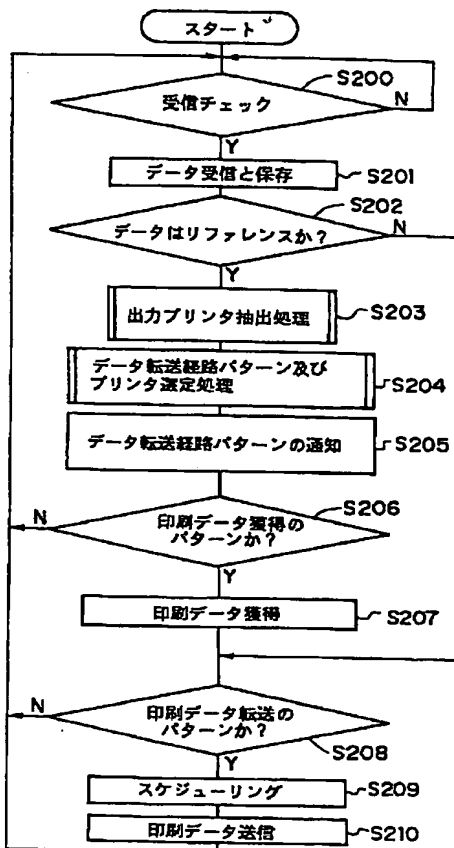 スタート
S200
受信チェック
N
Y
データ受信と保存
S201
S202
データはリファレンスか?
N
Y
出力プリンタ抽出処理
S203
データ転送経路パターン及び
プリンタ選定処理
S204
データ転送経路パターンの通知
S205
S206
N
印刷データ獲得の
パターンか?
Y
印刷データ獲得
S207
N
印刷データ転送の
パターンか?
S208
Y
スケジューリング
S209
印刷データ送信
S210